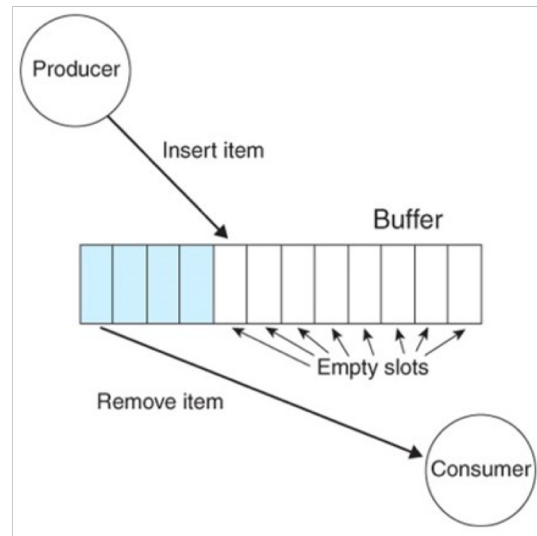 Producer
Insert item
Buffer
Empty slots
Remove item
Consumer